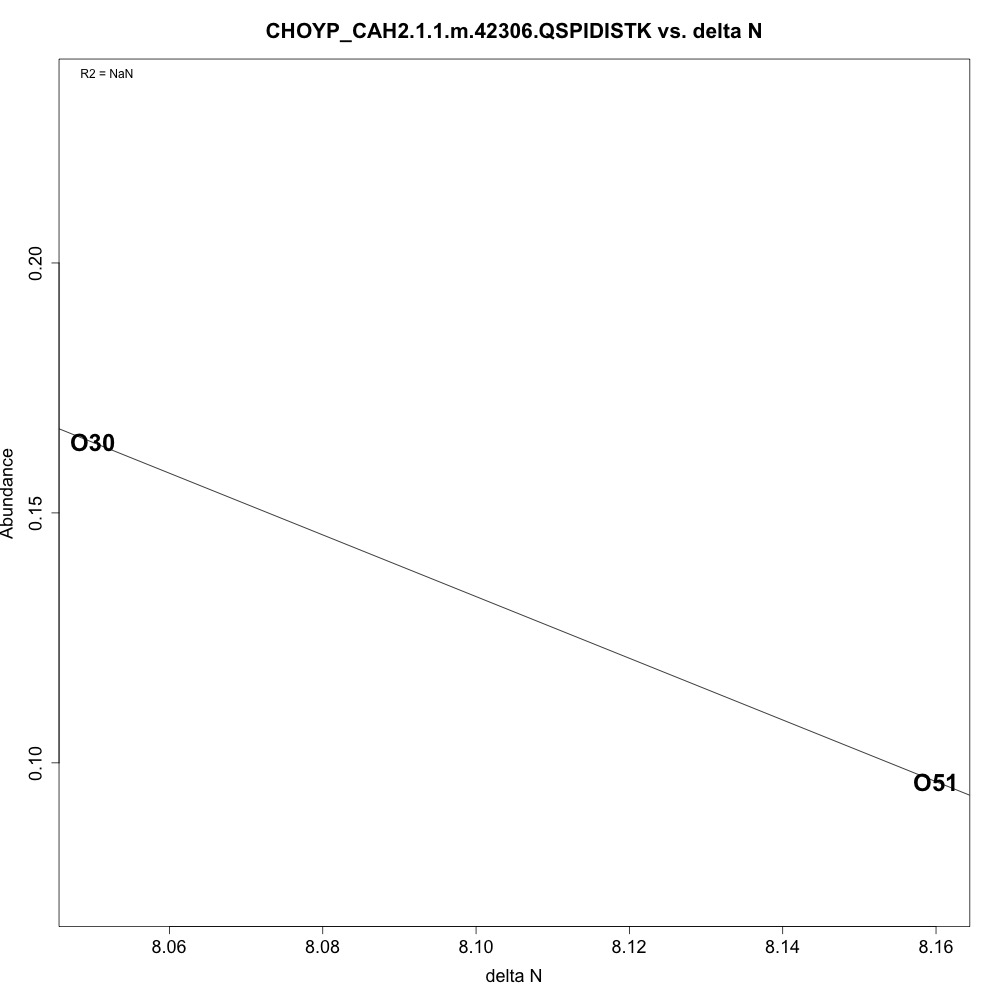 CHOYP_CAH2.1.1.m.42306.QSPIDISTK vs. delta N
R2 = NaN
0.20
O30
0.15
Abundance
0.10
O51
8.06 8.08 8.10 8.12 8.14 8.16
delta N